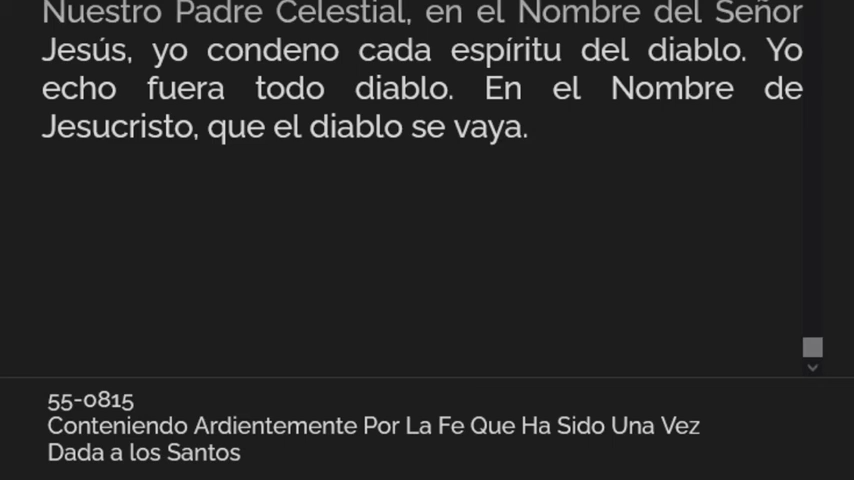 Nuestro Padre Celestial, en el Nombre del Señor
Jesús, yo condeno cada espíritu del diablo. Yo
echo fuera todo diablo. En el Nombre de
Jesucristo, que el diablo se vaya.
55-0815
Conteniendo Ardientemente Por La Fe Que Ha Sido Una Vez
Dada a los Santos